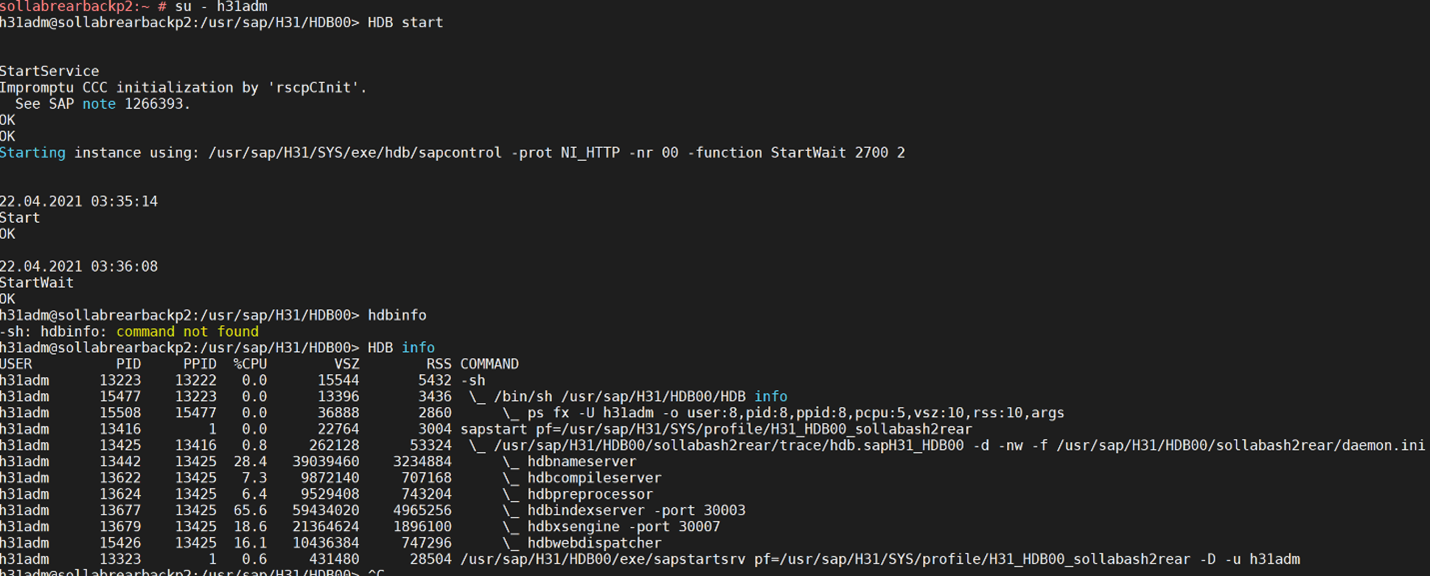 sollabrearbackp2:~ # su - h31adm
h31adm@sollabrearbackp2:/usr/sap/H31/HDB00> HDB start
StartService
Impromptu CCC initialization by 'rscpCInit'.
See SAP note 1266393.
OK
OK
Starting instance using: /usr/sap/H31/SYS/exe/hdb/sapcontrol -prot NI_HTTP -nr 00 -function StartWait 2700 2
22.04.2021 03:35:14
Start
OK
22.04.2021 03:36:08
StartWait
OK
h31adm@sollabrearbackp2:/usr/sap/H31/HDB00> hdbinfo
-sh: hdbinfo: command not found
h31adm@sollabrearbackp2:/usr/sap/H31/HDB00> HDB info
USER PID PPID %CPU VSZ RSS COMMAND
h31adm 13223 13222 0.0 15544 5432 -sh
h31adm 15477 13223 0.0 13396 3436 \_ /bin/sh /usr/sap/H31/HDB00/HDB info
h31adm 15508 15477 0.0 36888 2860 \_ ps fx -U h31adm -o user:8,pid:8,ppid:8,pcpu:5,vsz:10,rss:10,args
h31adm 13416 1 0.0 22764 3004 sapstart pf=/usr/sap/H31/SYS/profile/H31_HDB00_sollabash2rear
h31adm 13425 13416 0.8 262128 53324 \_ /usr/sap/H31/HDB00/sollabash2rear/trace/hdb.sapH31_HDB00 -d -nw -f /usr/sap/H31/HDB00/sollabash2rear/daemon.ini
h31adm 13442 13425 28.4 39039460 3234884 \_ hdbnameserver
h31adm 13622 13425 7.3 9872140 707168 \_ hdbcompileserver
h31adm 13624 13425 6.4 9529408 743204 \_ hdbpreprocessor
h31adm 13677 13425 65.6 59434020 4965256 \_ hdbindexserver -port 30003
h31adm 13679 13425 18.6 21364624 1896100 \_ hdbxsengine -port 30007
h31adm 15426 13425 16.1 10436384 747296 \_ hdbwebdispatcher
h31adm 13323 1 0.6 431480 28504 /usr/sap/H31/HDB00/exe/sapstartsrv pf=/usr/sap/H31/SYS/profile/H31_HDB00_sollabash2rear -D -u h31adm
h31adm@sollabrearbackp2:/usr/sap/H31/HDB00> ^C